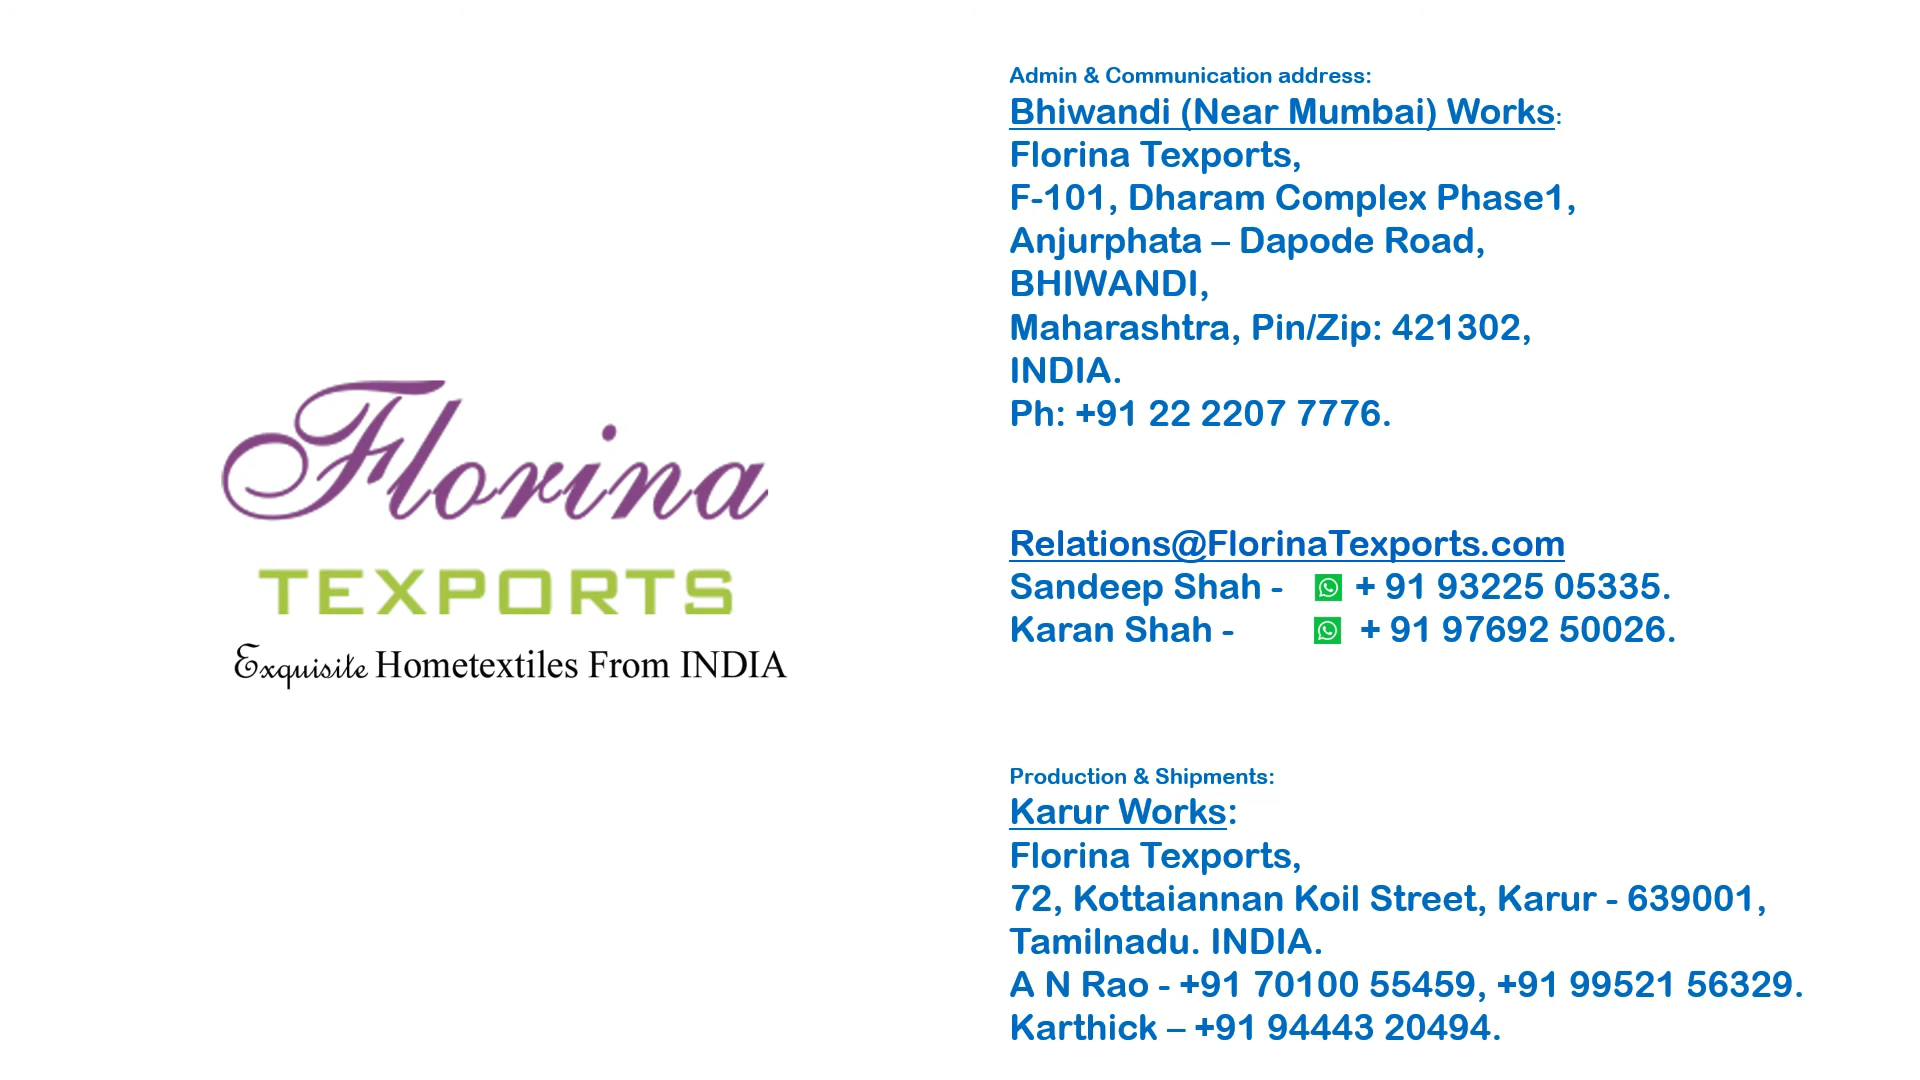 Florina
TEXPORTS
Exquisite Hometextiles From INDIA
Admin & Communication address:
Bhiwandi (Near Mumbai) Works:
Florina Texports,
F-101, Dharam Complex Phase1,
Anjurphata – Dapode Road,
BHIWANDI,
Maharashtra, Pin/Zip: 421302,
INDIA.
Ph: +91 22 2207 7776.
Relations@FlorinaTexports.com
Sandeep Shah - + 91 93225 05335.
Karan Shah - + 91 97692 50026.
Production & Shipments:
Karur Works:
Florina Texports,
72, Kottaiannan Koil Street, Karur - 639001,
Tamilnadu. INDIA.
A N Rao - +91 70100 55459, +91 99521 56329.
Karthick – +91 94443 20494.